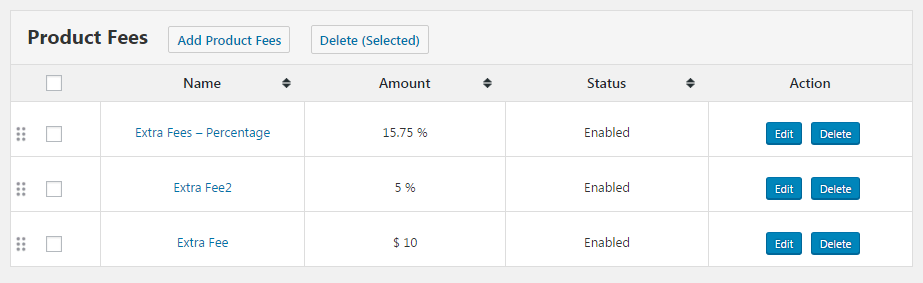 Product Fees Add Product Fees Delete (Selected)
Name Amount Status Action
Extra Fees – Percentage 15.75 % Enabled Edit Delete
Extra Fee2 5 % Enabled Edit Delete
Extra Fee $ 10 Enabled Edit Delete